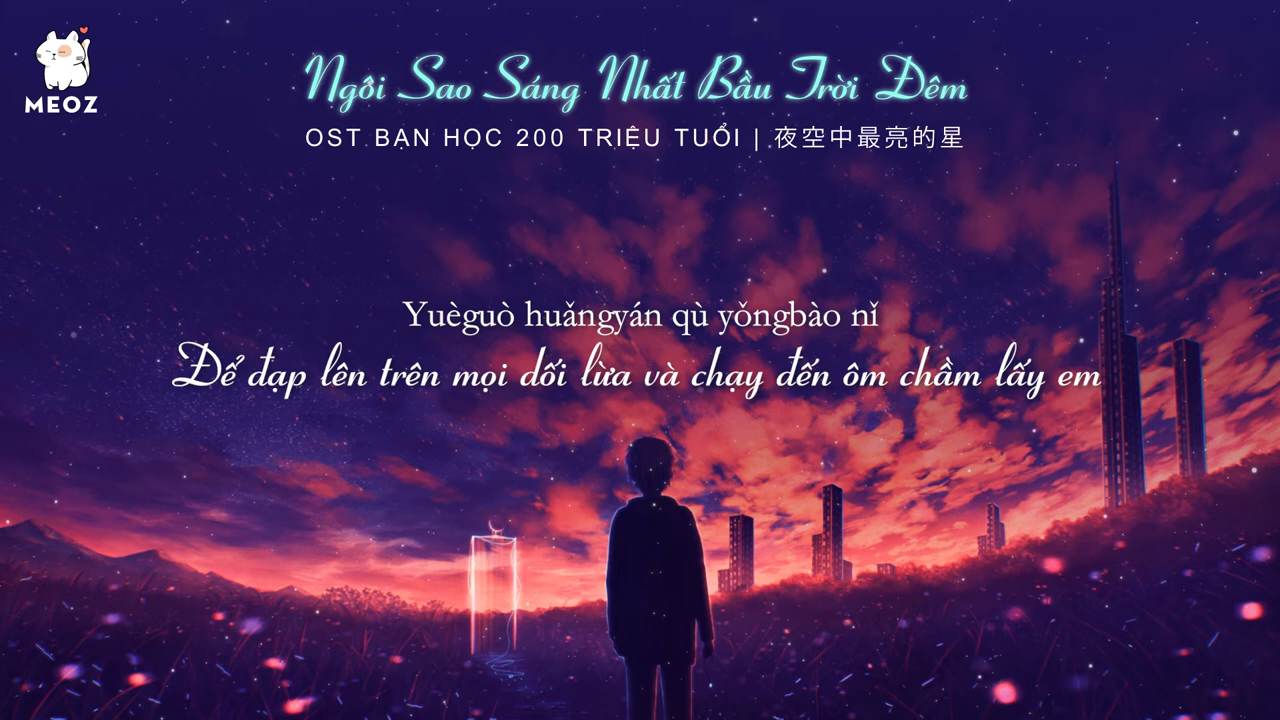 MEOZ
Ngôi Sao Sáng Nhất Bầu Trời Đêm
OST BẠN HỌC 200 TRIỆU TUỔI | 夜空中最亮的星
Yuèguò huǎngyán qù yǒngbào nǐ
Để đạp lên trên mọi dối lừa và chạy đến ôm chầm lấy em